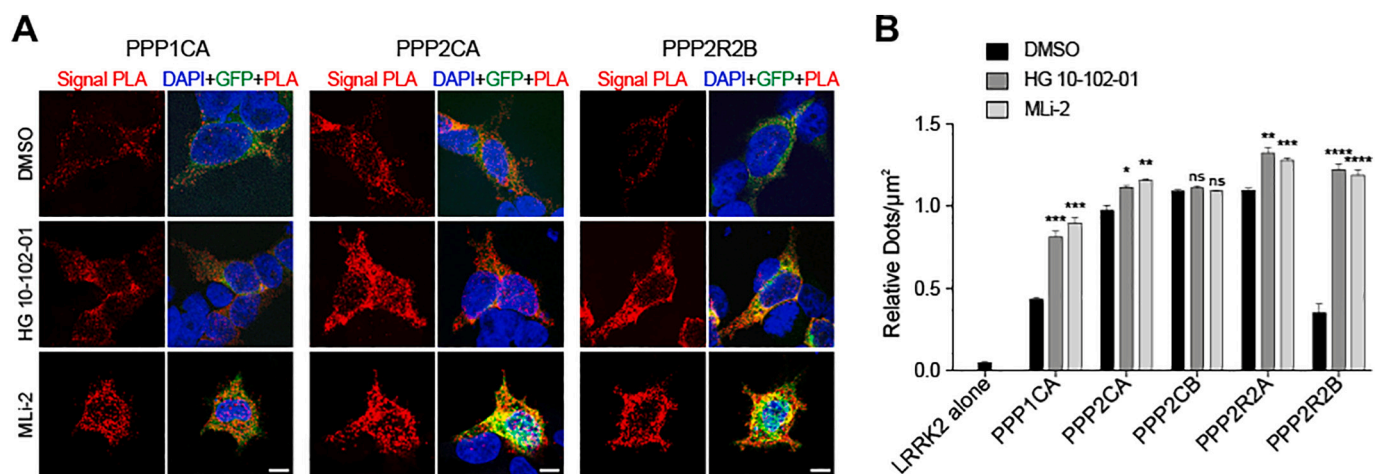 A
PPP1CA PPP2CA PPP2R2B
Signal PLA DAPI+GFP+PLA Signal PLA DAPI+GFP+PLA Signal PLA DAPI+GFP+PLA
DMSO
HG 10-102-01
MLi-2
B
DMSO
HG 10-102-01
MLi-2
Relative Dots/µm²
1.5
1.0
0.5
0.0
*** *** * ** ns ns ** *** **** ****
LRRK2 alone
PPP1CA
PPP2CA
PPP2CB
PPP2R2A
PPP2R2B